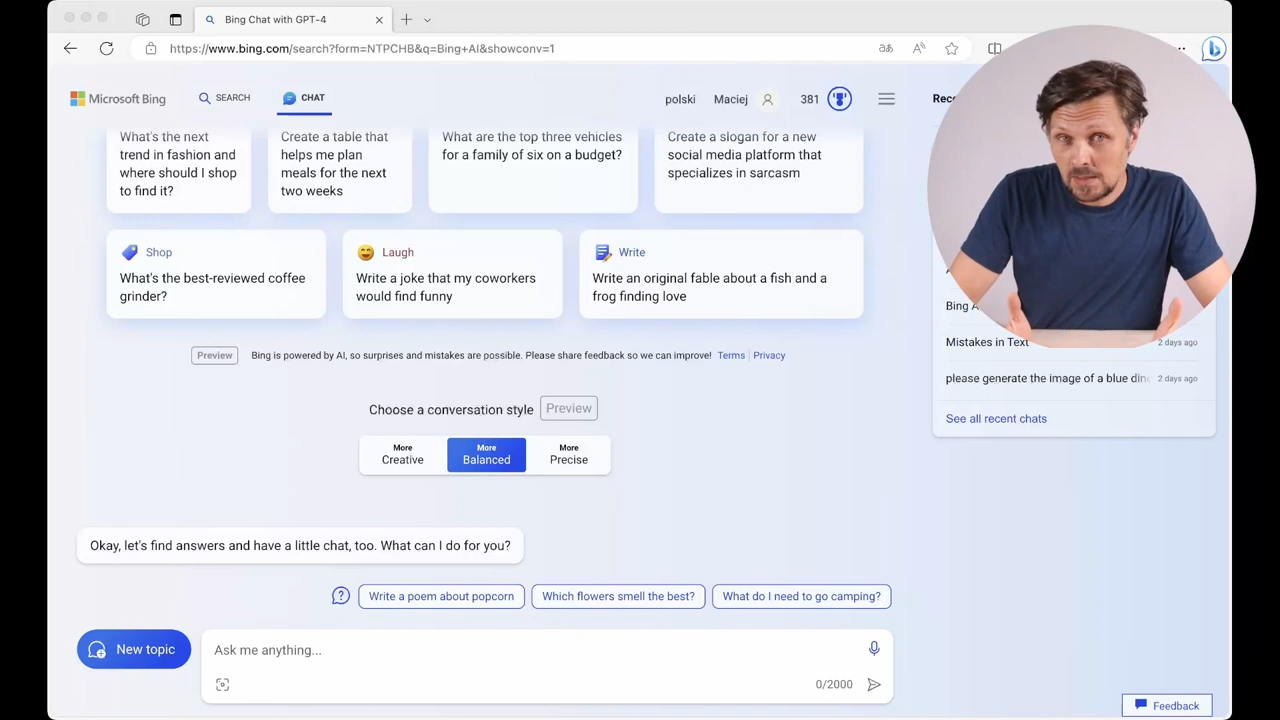 Bing Chat with GPT-4
https://www.bing.com/search?form=NTPCHB&q=Bing+AI&showconv=1
Microsoft Bing
SEARCH
CHAT
polski
Maciej
381
What's the next
trend in fashion and
where should I shop
to find it?
Create a table that
helps me plan
meals for the next
two weeks
What are the top three vehicles
for a family of six on a budget?
Create a slogan for a new
social media platform that
specializes in sarcasm
Shop
What's the best-reviewed coffee
grinder?
Laugh
Write a joke that my coworkers
would find funny
Write
Write an original fable about a fish and a
frog finding love
Bing
Mistakes in Text
2 days ago
please generate the image of a blue
2 days ago
See all recent chats
Preview
Bing is powered by AI, so surprises and mistakes are possible. Please share feedback so we can improve! Terms | Privacy
Choose a conversation style Preview
More
Creative
More
Balanced
More
Precise
Okay, let's find answers and have a little chat, too. What can I do for you?
Write a poem about popcorn
Which flowers smell the best?
What do I need to go camping?
New topic
Ask me anything...
0/2000
Feedback